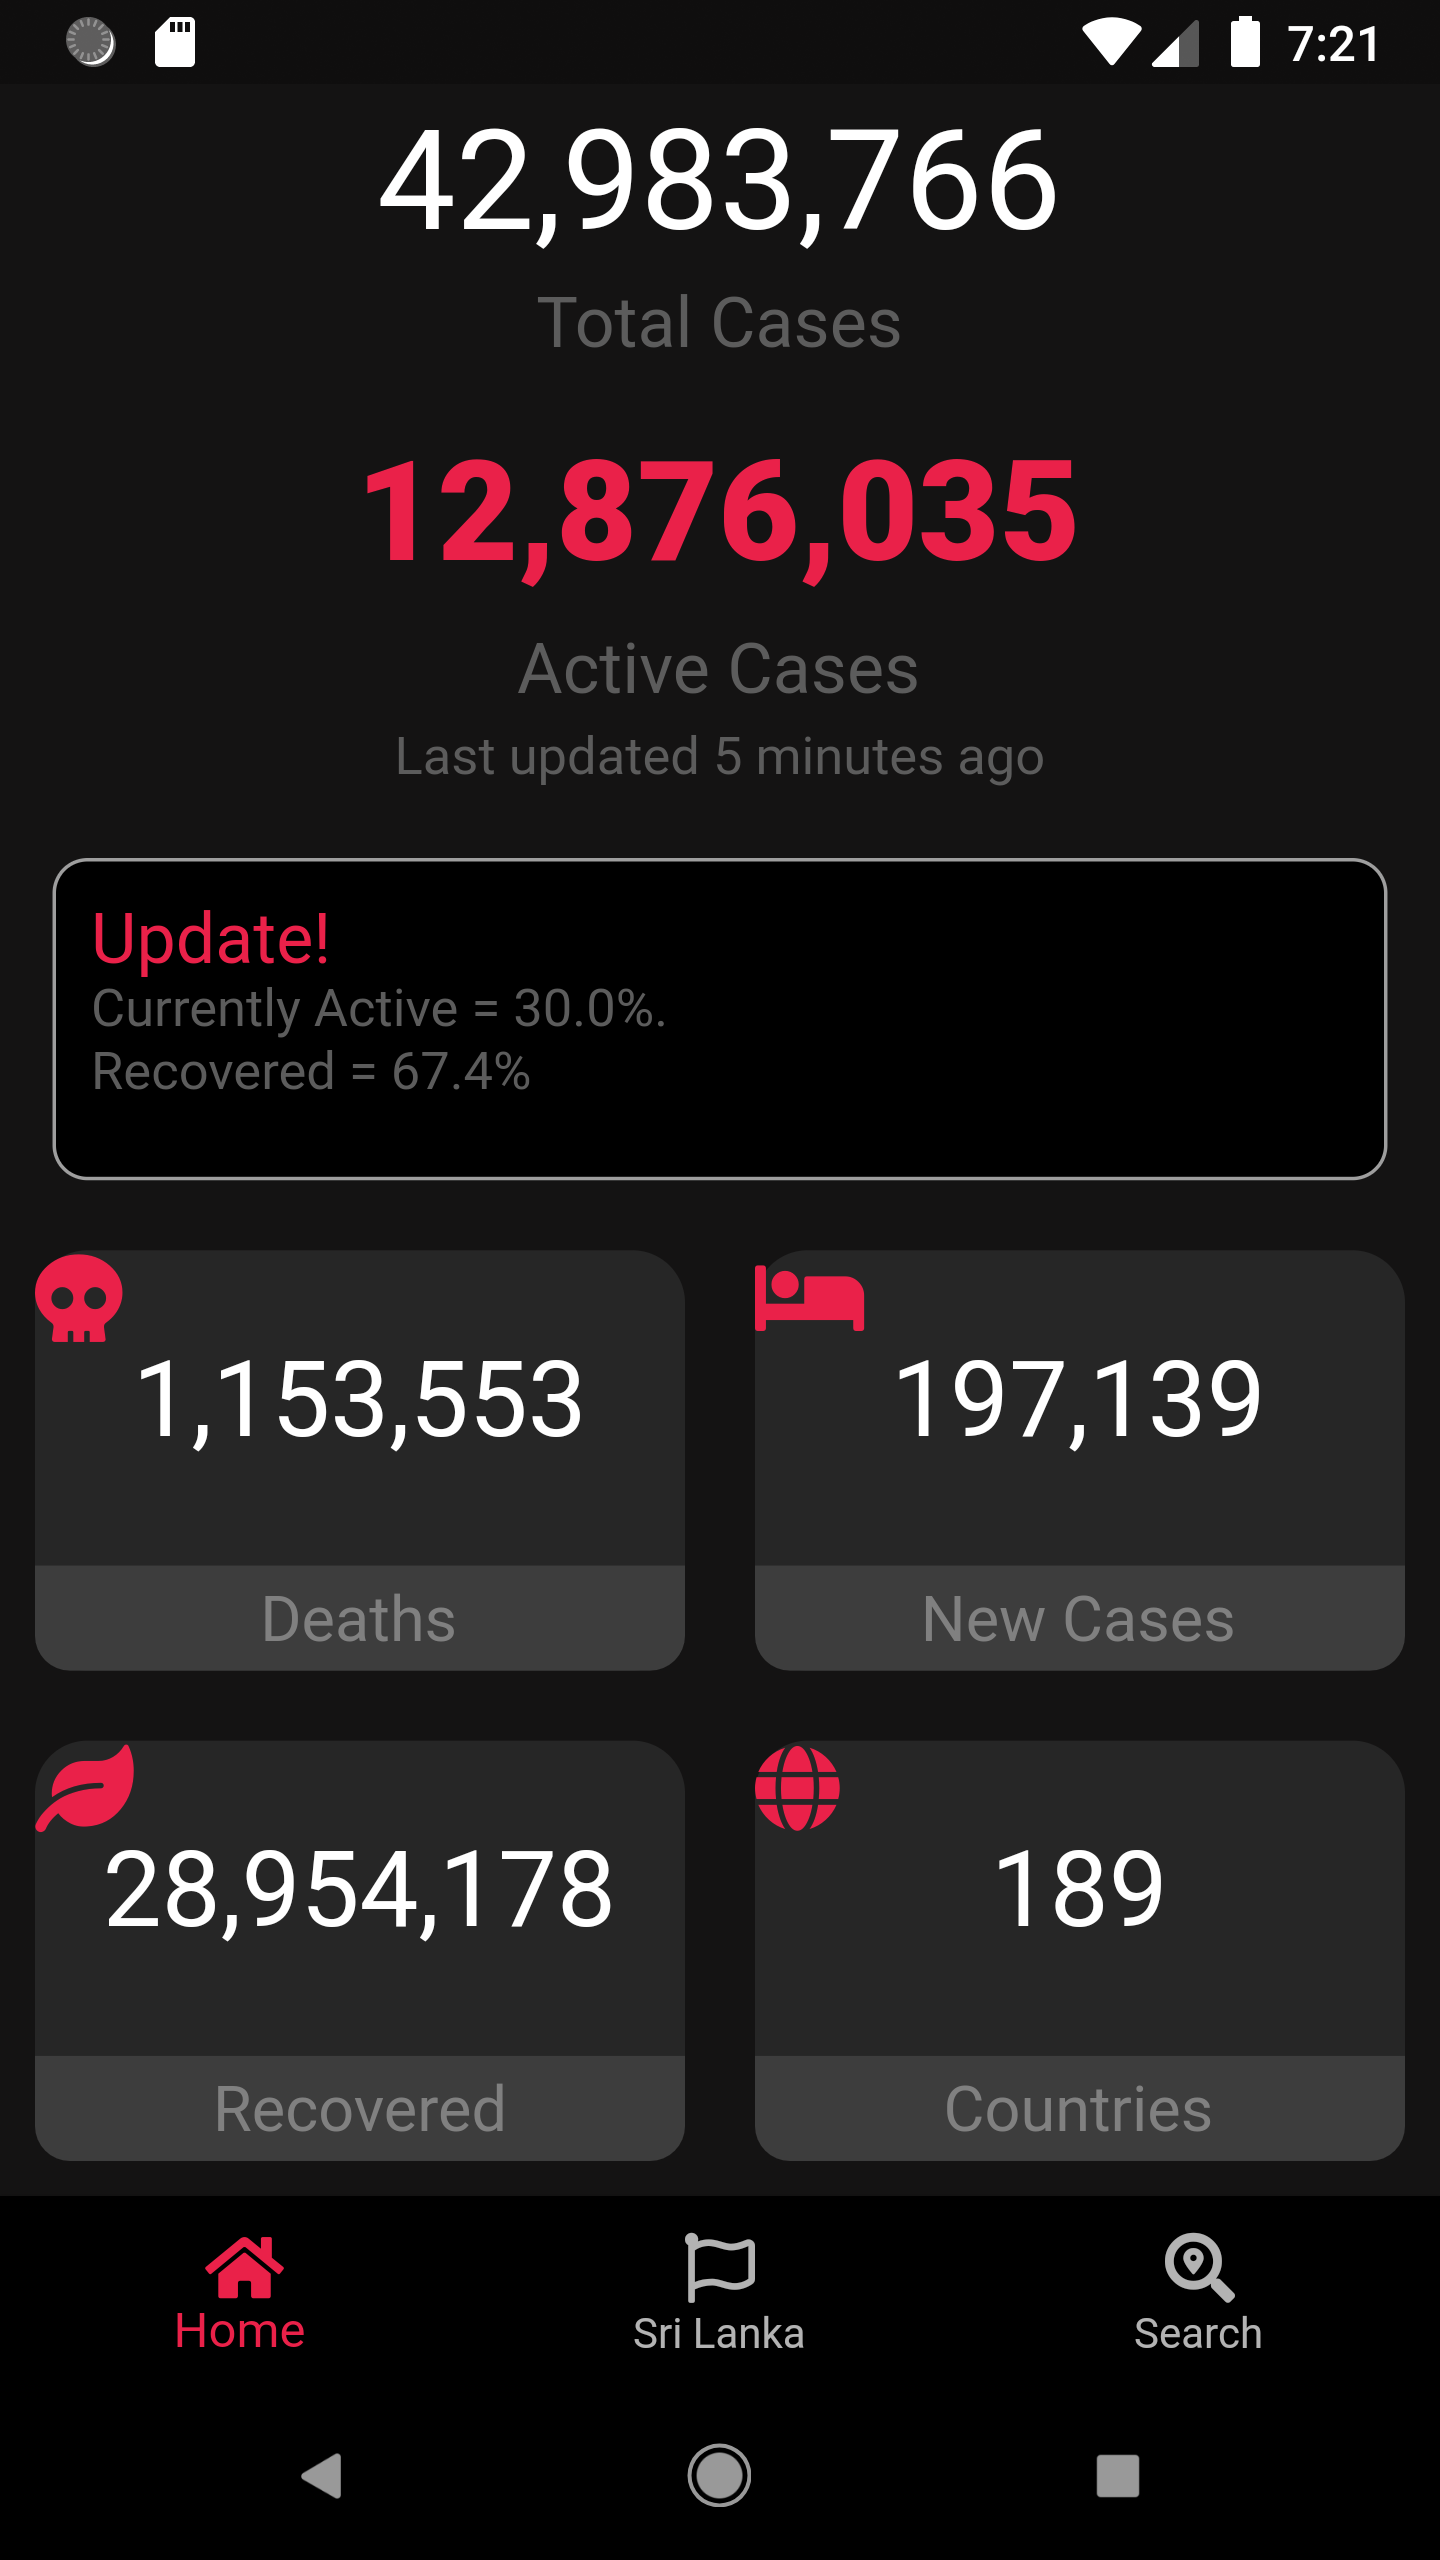 7:21
42,983,766
Total Cases
12,876,035
Active Cases
Last updated 5 minutes ago
Update!
Currently Active = 30.0%.
Recovered = 67.4%
1,153,553
Deaths
197,139
New Cases
28,954,178
Recovered
189
Countries
Home
Sri Lanka
Search